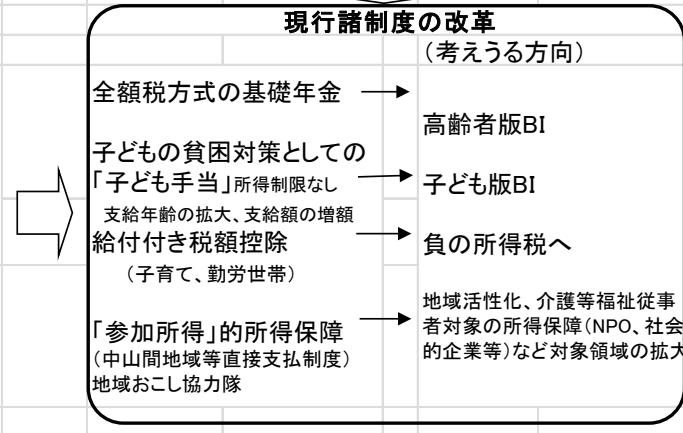 現行諸制度の改革
(考えうる方向)
全額税方式の基礎年金
高齢者版BI
子どもの貧困対策としての
「子ども手当」所得制限なし
子ども版BI
支給年齢の拡大、支給額の増額
給付付き税額控除
負の所得税へ
(子育て、勤労世帯)
「参加所得」的所得保障
(中山間地域等直接支払制度)
地域おこし協力隊
地域活性化、介護等福祉従事
者対象の所得保障(NPO、社会
的企業等)など対象領域の拡大